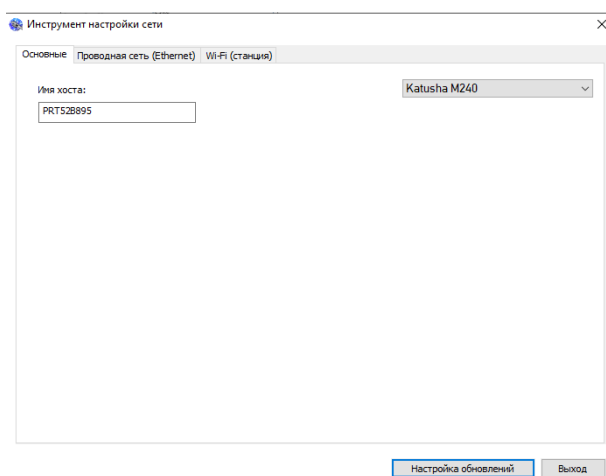 Инструмент настройки сети
Основные Проводная сеть (Ethernet) Wi-Fi (станция)
Имя хоста:
Katusha M240
PRT52B895
Настройка обновлений Выход